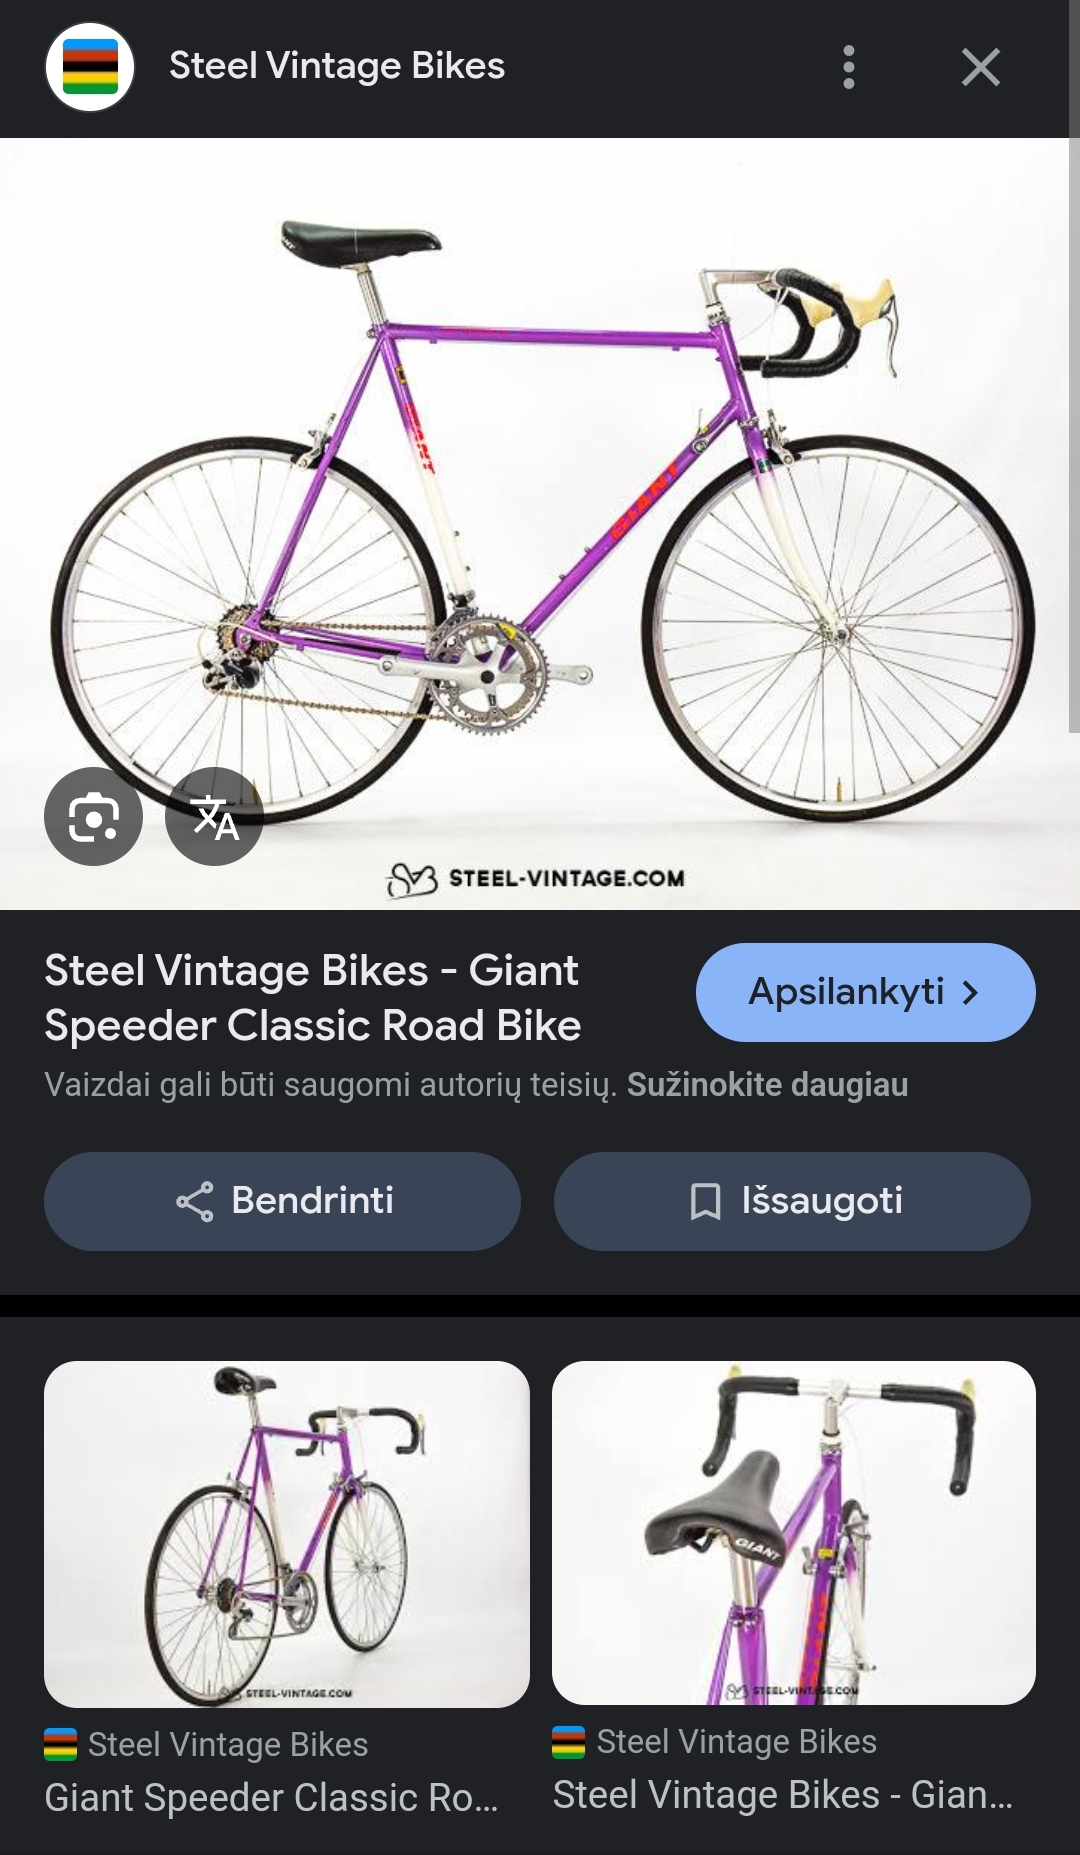 Steel Vintage Bikes
GIANT
STEEL-VINTAGE.COM
Steel Vintage Bikes - Giant
Speeder Classic Road Bike
Apsilankyti
Vaizdai gali būti saugomi autorių teisių. Sužinokite daugiau
Bendrinti
Išsaugoti
GIANT
STEEL-VINTAGE.COM
STEEL-VINTAGE.COM
Steel Vintage Bikes
Giant Speeder Classic Ro...
Steel Vintage Bikes
Steel Vintage Bikes - Gian...